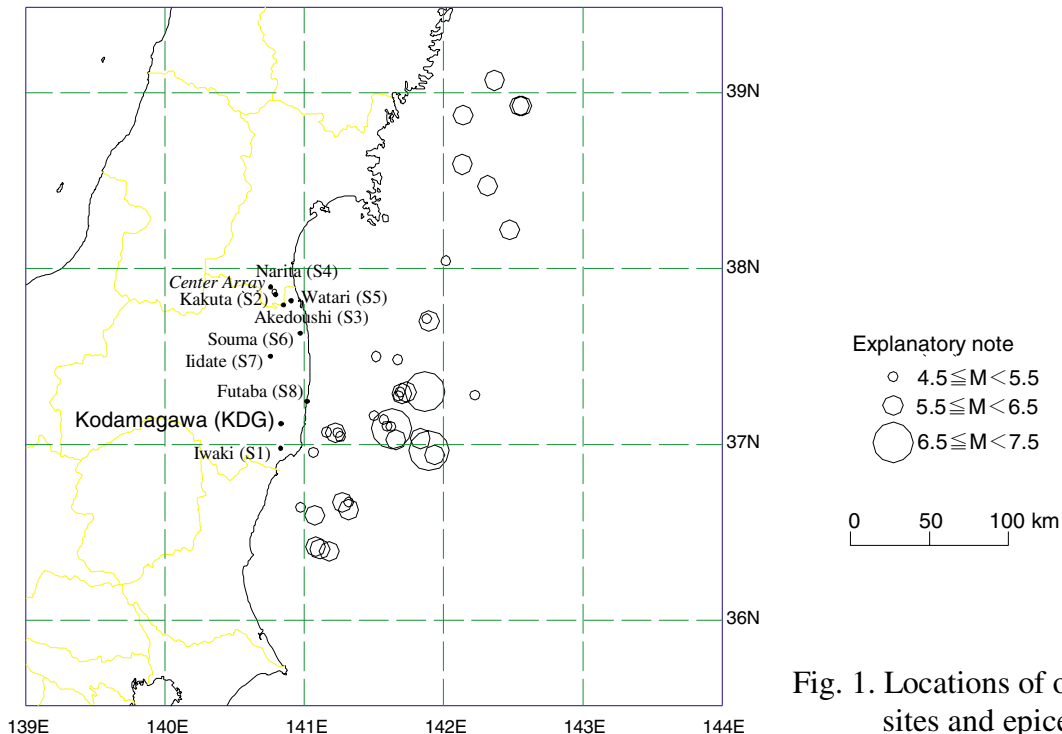 39N
38N
Narita (S4)
Center Array
Kakuta (S2)
Watari (S5)
Akedoushi (S3)
Souma (S6)
Iidate (S7)
Futaba (S8)
Kodamagawa (KDG)
37N
Iwaki (S1)
36N
139E 140E 141E 142E 143E 144E
Explanatory note
4.5≦M<5.5
5.5≦M<6.5
6.5≦M<7.5
0 50 100 km
Fig. 1. Locations of o
sites and epice